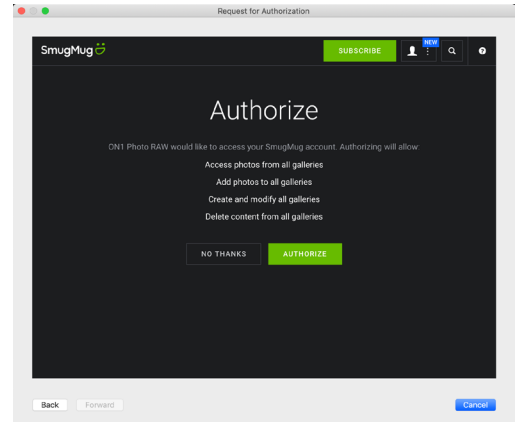 Request for Authorization
SmugMug
SUBSCRIBE
NEW
Authorize
ON1 Photo RAW would like to access your SmugMug account. Authorizing will allow:
Access photos from all galleries
Add photos to all galleries
Create and modify all galleries
Delete content from all galleries
NO THANKS
AUTHORIZE
Back
Forward
Cancel